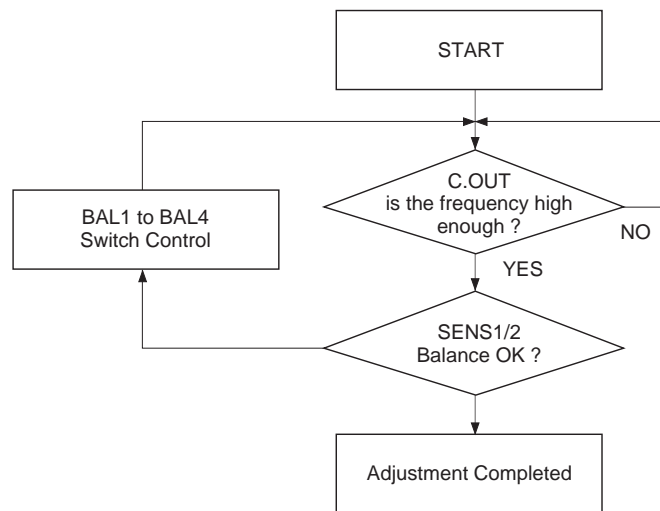 START
C.OUT
is the frequency high
enough ?
NO
YES
BAL1 to BAL4
Switch Control
SENS1/2
Balance OK ?
Adjustment Completed